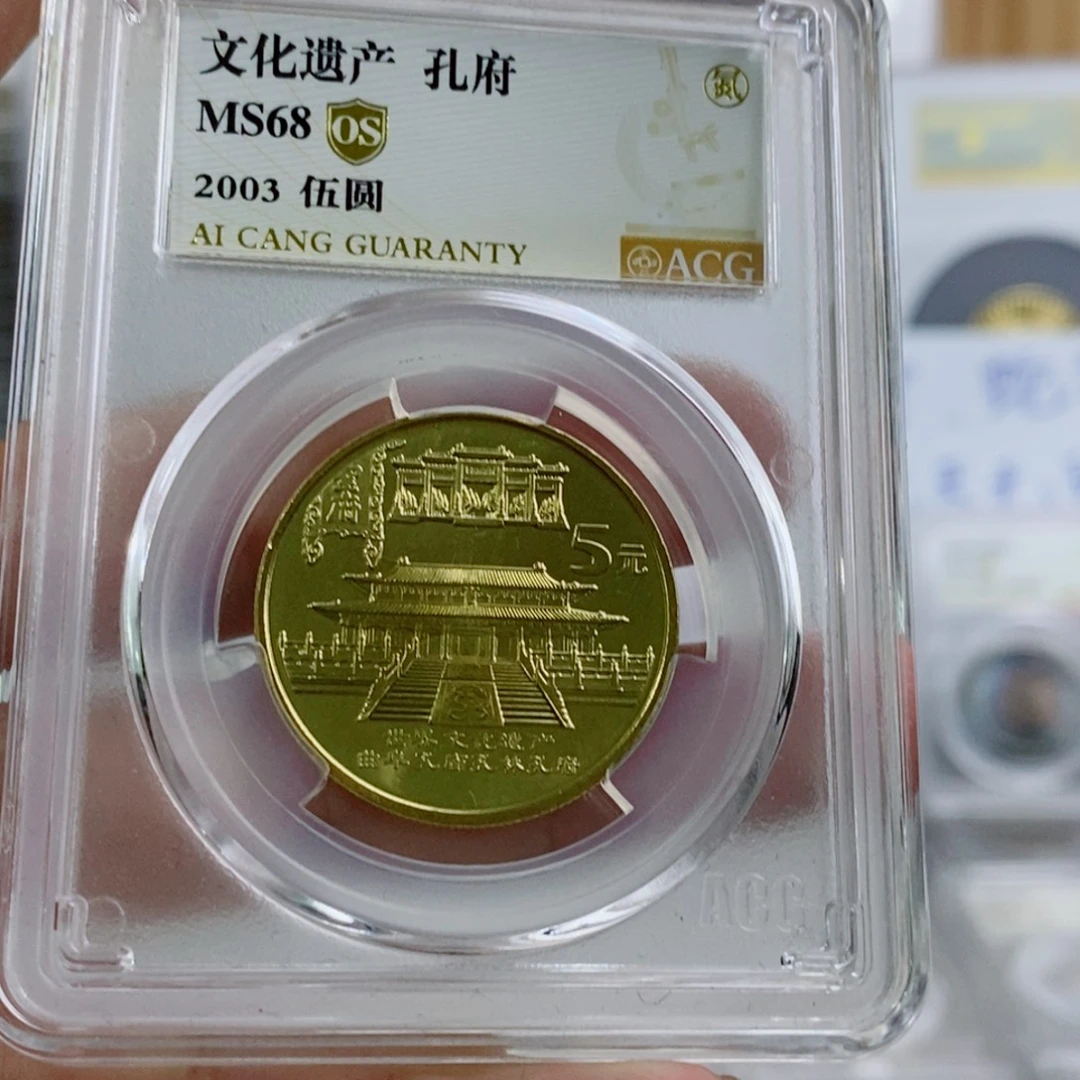 文化遗产 孔府
氦
MS68 OS
2003 伍圆
AI CANG GUARANTY
ACG
5元
世界文化遗产
曲阜孔庙孔林孔府
ACG